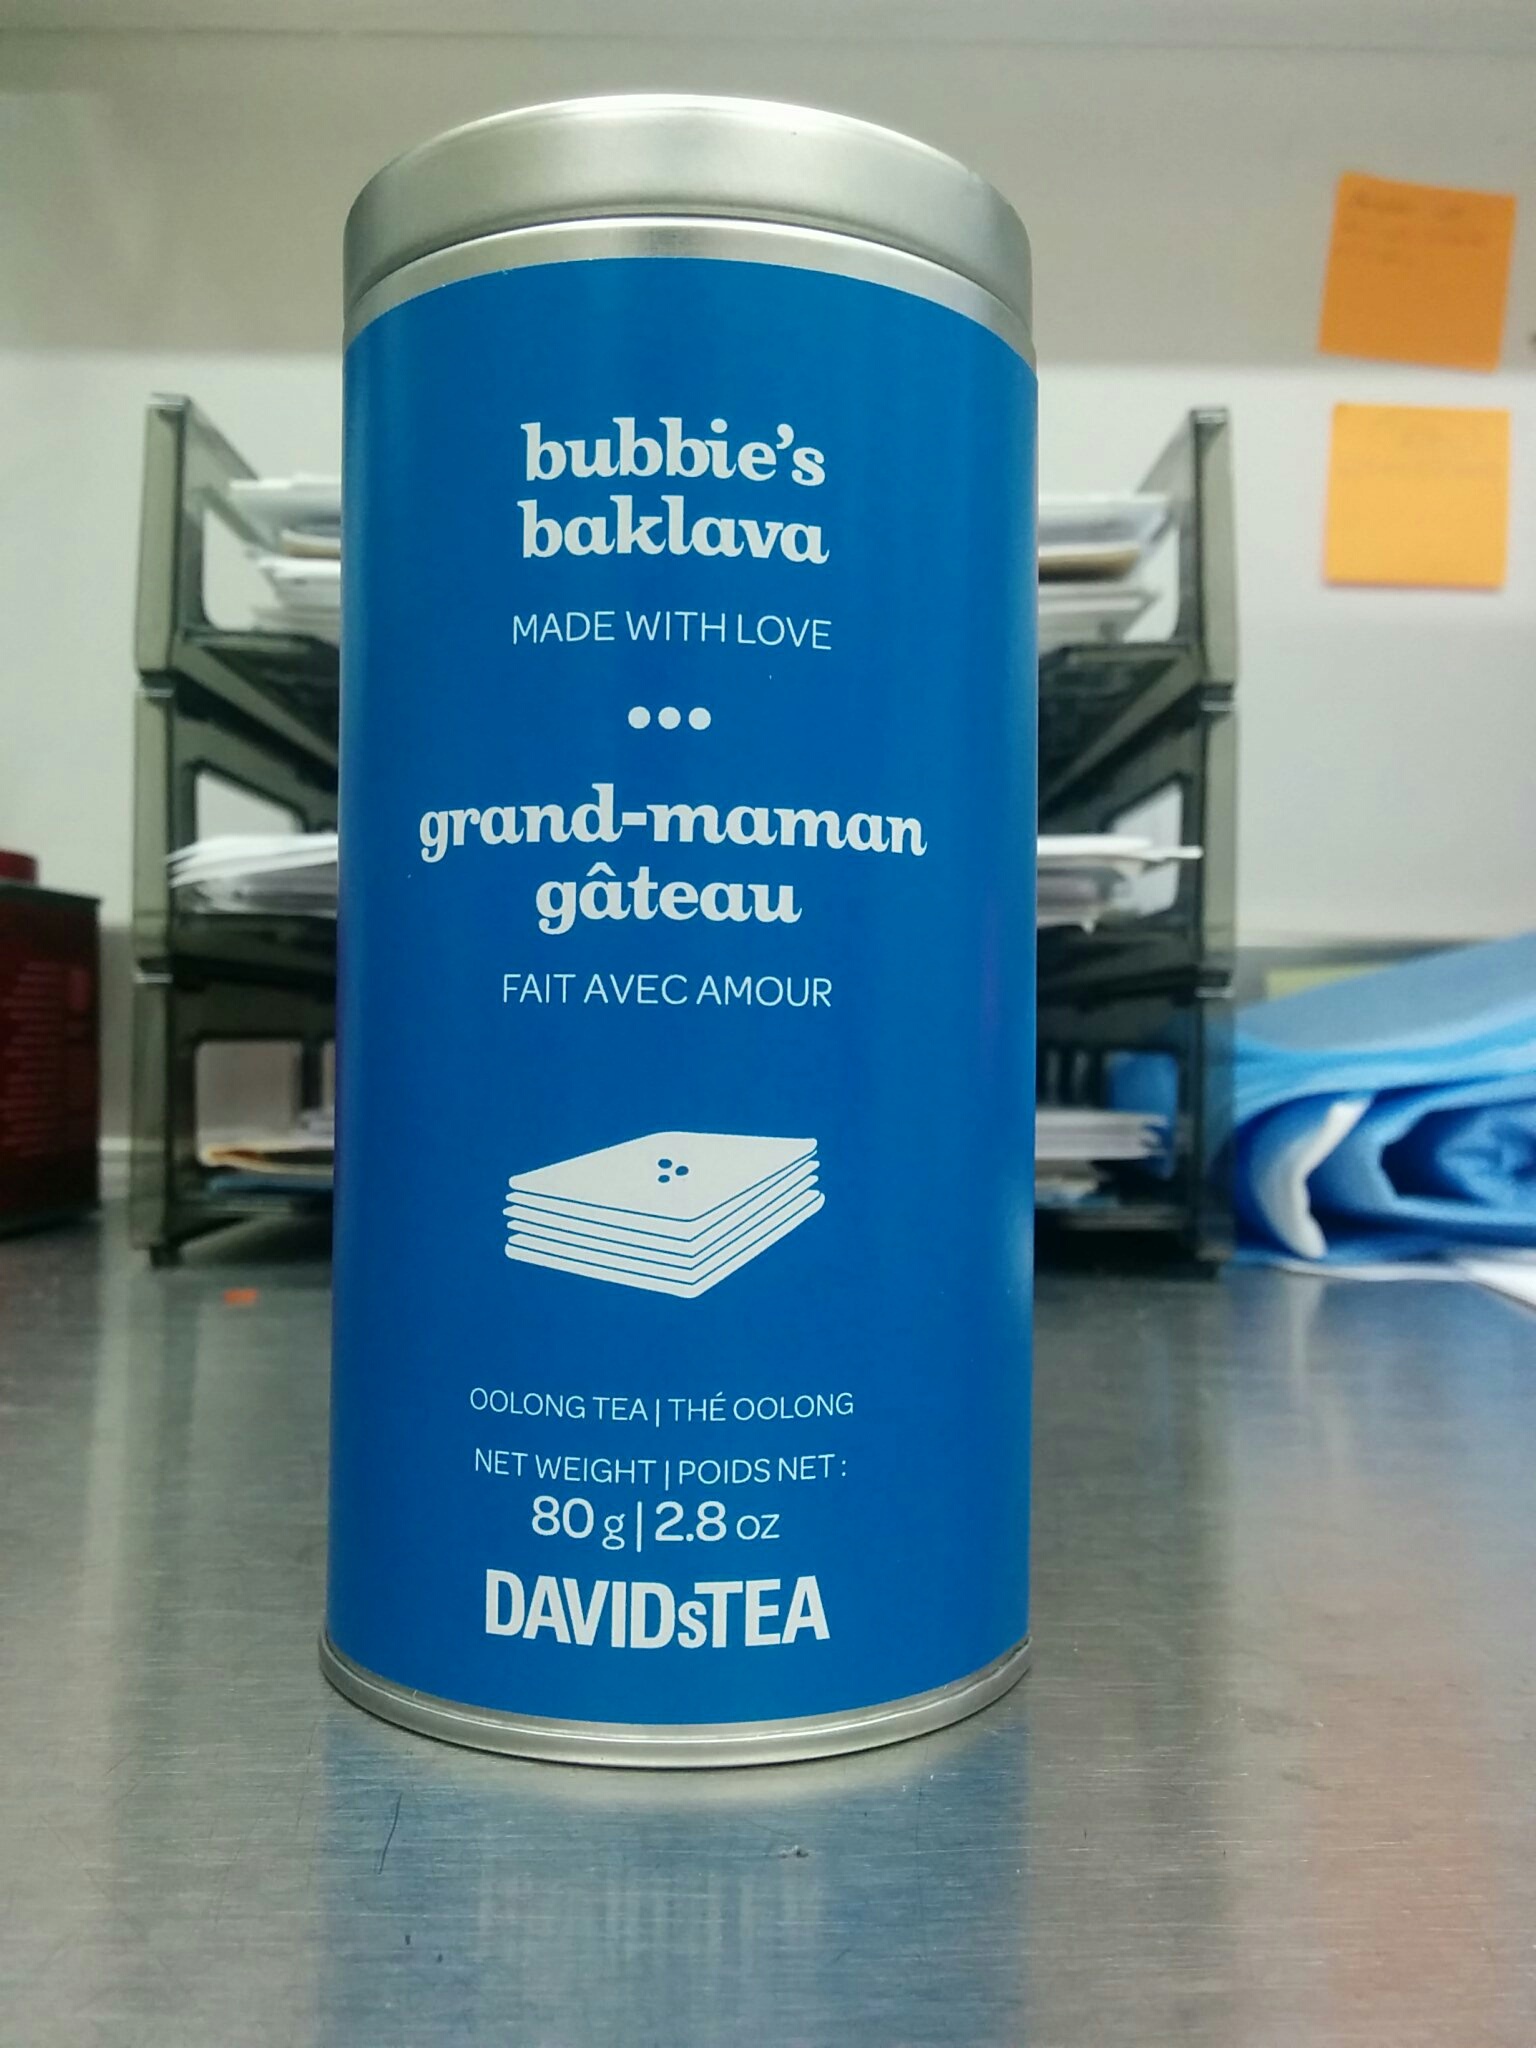 bubbie's
baklava
MADE WITH LOVE
•••
grand-maman
gâteau
FAIT AVEC AMOUR
OOLONG TEA | THÉ OOLONG
NET WEIGHT | POIDS NET :
80 g | 2.8 oz
DAVIDsTEA